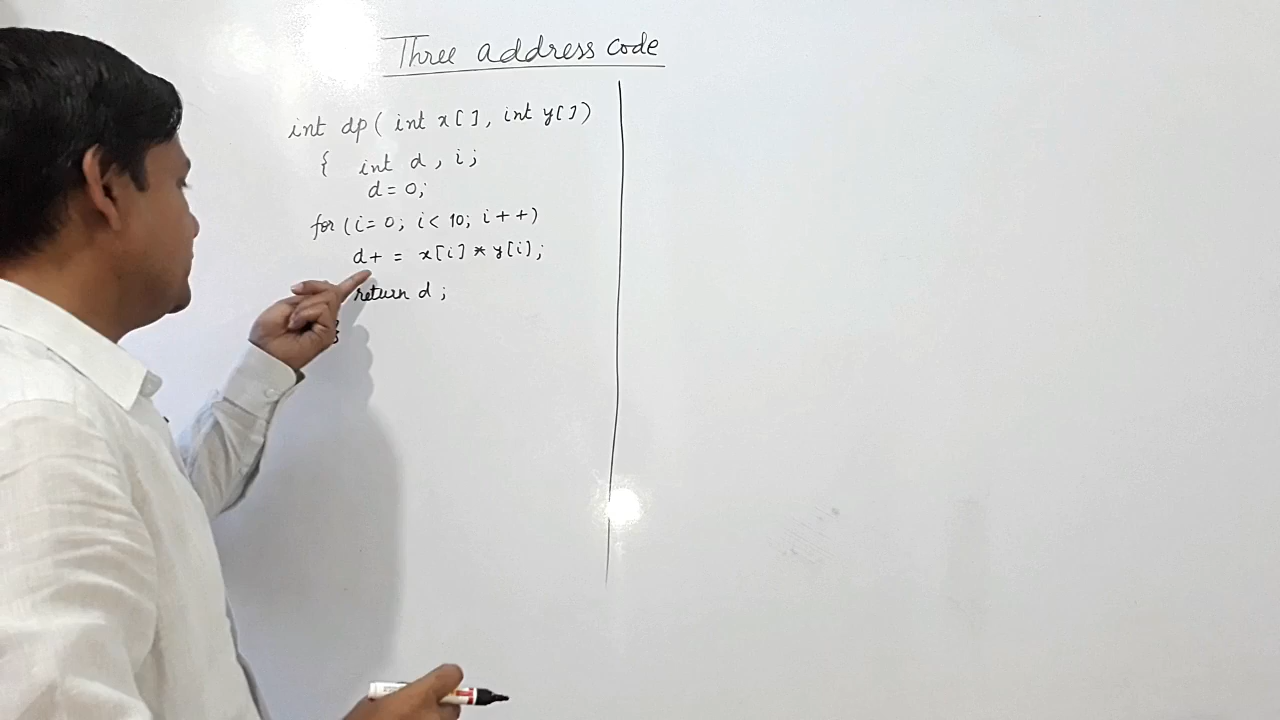 Three address code
int dp ( int x[ ], int y[ ])
{ int d , i ;
d = 0;
for (i = 0; i < 10; i + +)
d + = x[i] * y[i];
return d ;
}